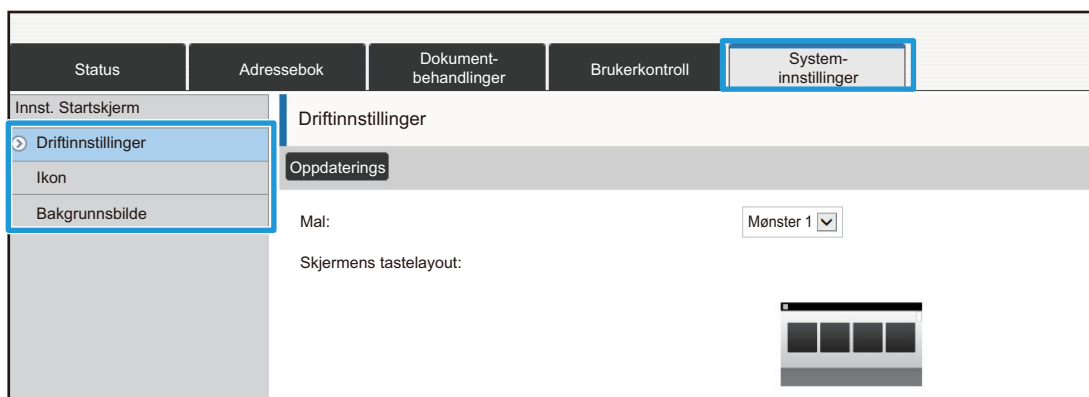 Status
Adressebok
Dokument-
behandlinger
Brukerkontroll
System-
innstillinger
Innst. Startskjerm
Driftinnstillinger
Ikon
Bakgrunnsbilde
Driftinnstillinger
Oppdaterings
Mal:
Mønster 1
Skjermens tastelayout: